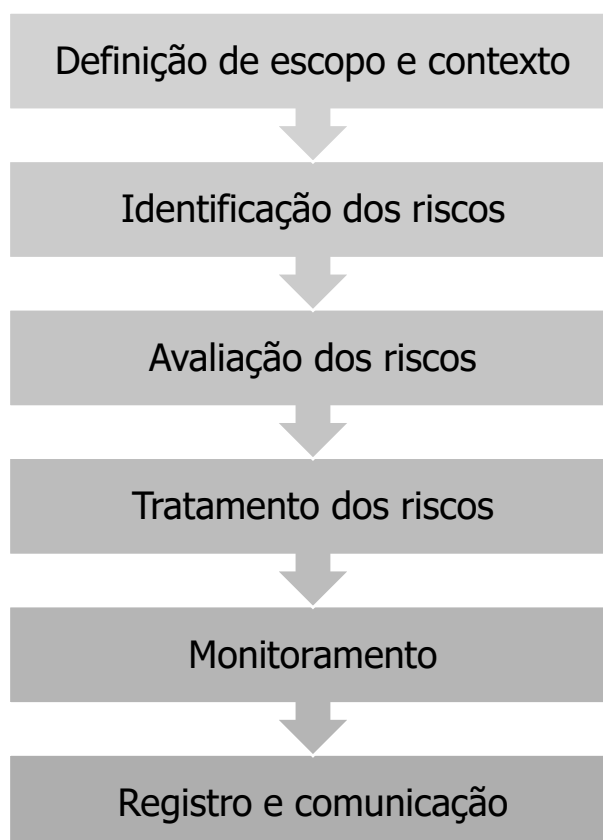 Definição de escopo e contexto
Identificação dos riscos
Avaliação dos riscos
Tratamento dos riscos
Monitoramento
Registro e comunicação